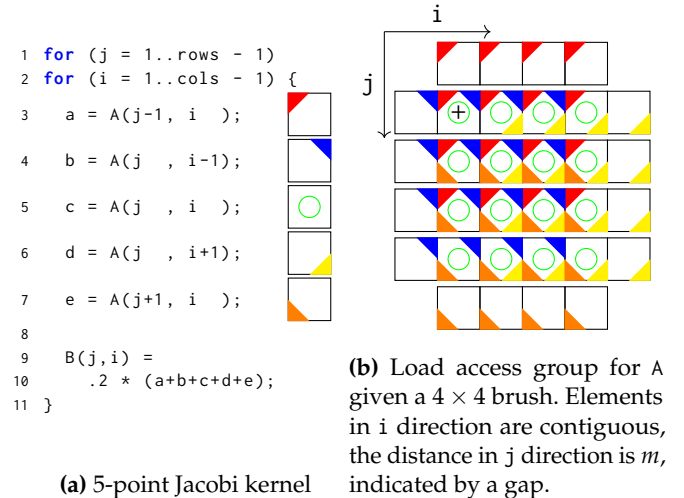 1 for (j = 1..rows - 1)
2 for (i = 1..cols - 1) {
3 a = A(j-1, i  );
4 b = A(j  , i-1);
5 c = A(j  , i  );
6 d = A(j  , i+1);
7 e = A(j+1, i  );
8
9 B(j,i) =
10 .2 * (a+b+c+d+e);
11 }
(a) 5-point Jacobi kernel
i
j
+
(b) Load access group for A
given a 4 × 4 brush. Elements
in i direction are contiguous,
the distance in j direction is m,
indicated by a gap.